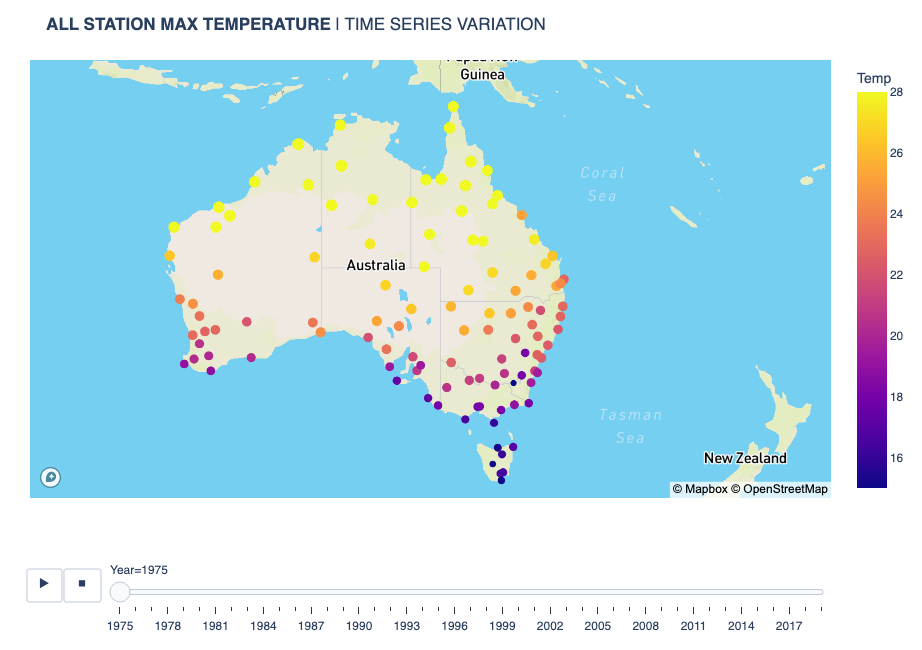 ALL STATION MAX TEMPERATURE | TIME SERIES VARIATION
Papua New
Guinea
Temp
28
26
24
22
20
18
16
Coral
Sea
Australia
Tasman
Sea
New Zealand
© Mapbox © OpenStreetMap
Year=1975
1975 1978 1981 1984 1987 1990 1993 1996 1999 2002 2005 2008 2011 2014 2017